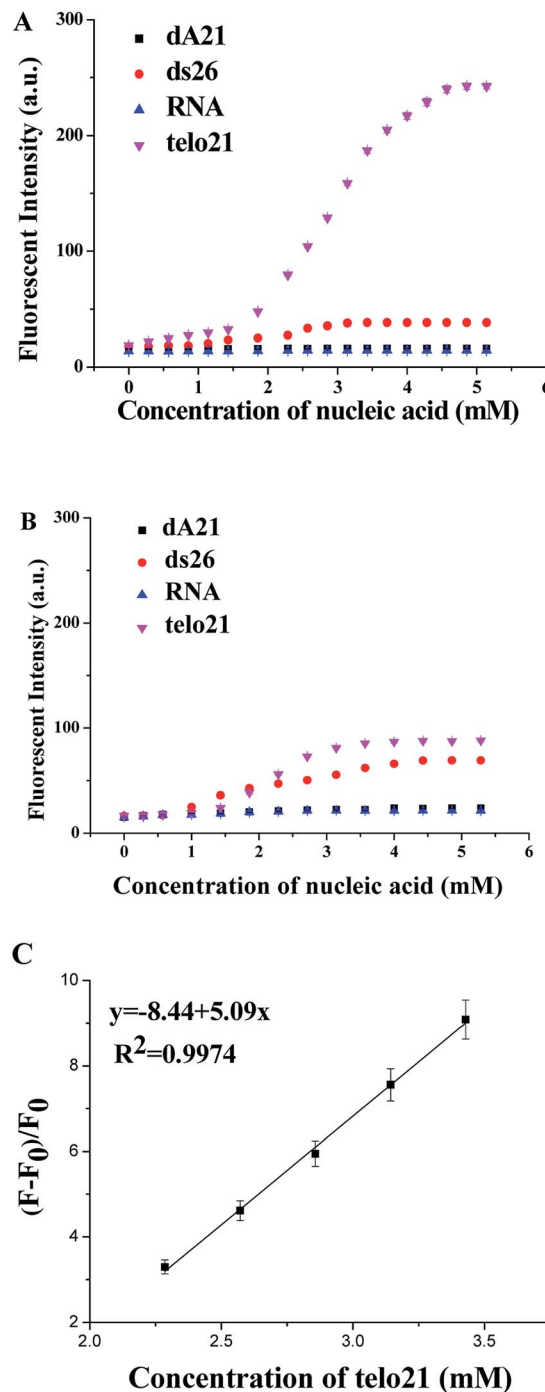 A
300
dA21
ds26
RNA
telo21
200
100
0
Fluorescent Intensity (a.u.)
0 1 2 3 4 5
Concentration of nucleic acid (mM)
B
300
dA21
ds26
RNA
telo21
200
100
0
Fluorescent Intensity (a.u.)
0 1 2 3 4 5 6
Concentration of nucleic acid (mM)
C
10
y=-8.44+5.09x
R²=0.9974
8
6
4
2
(F-F₀)/F₀
2.0 2.5 3.0 3.5
Concentration of telo21 (mM)